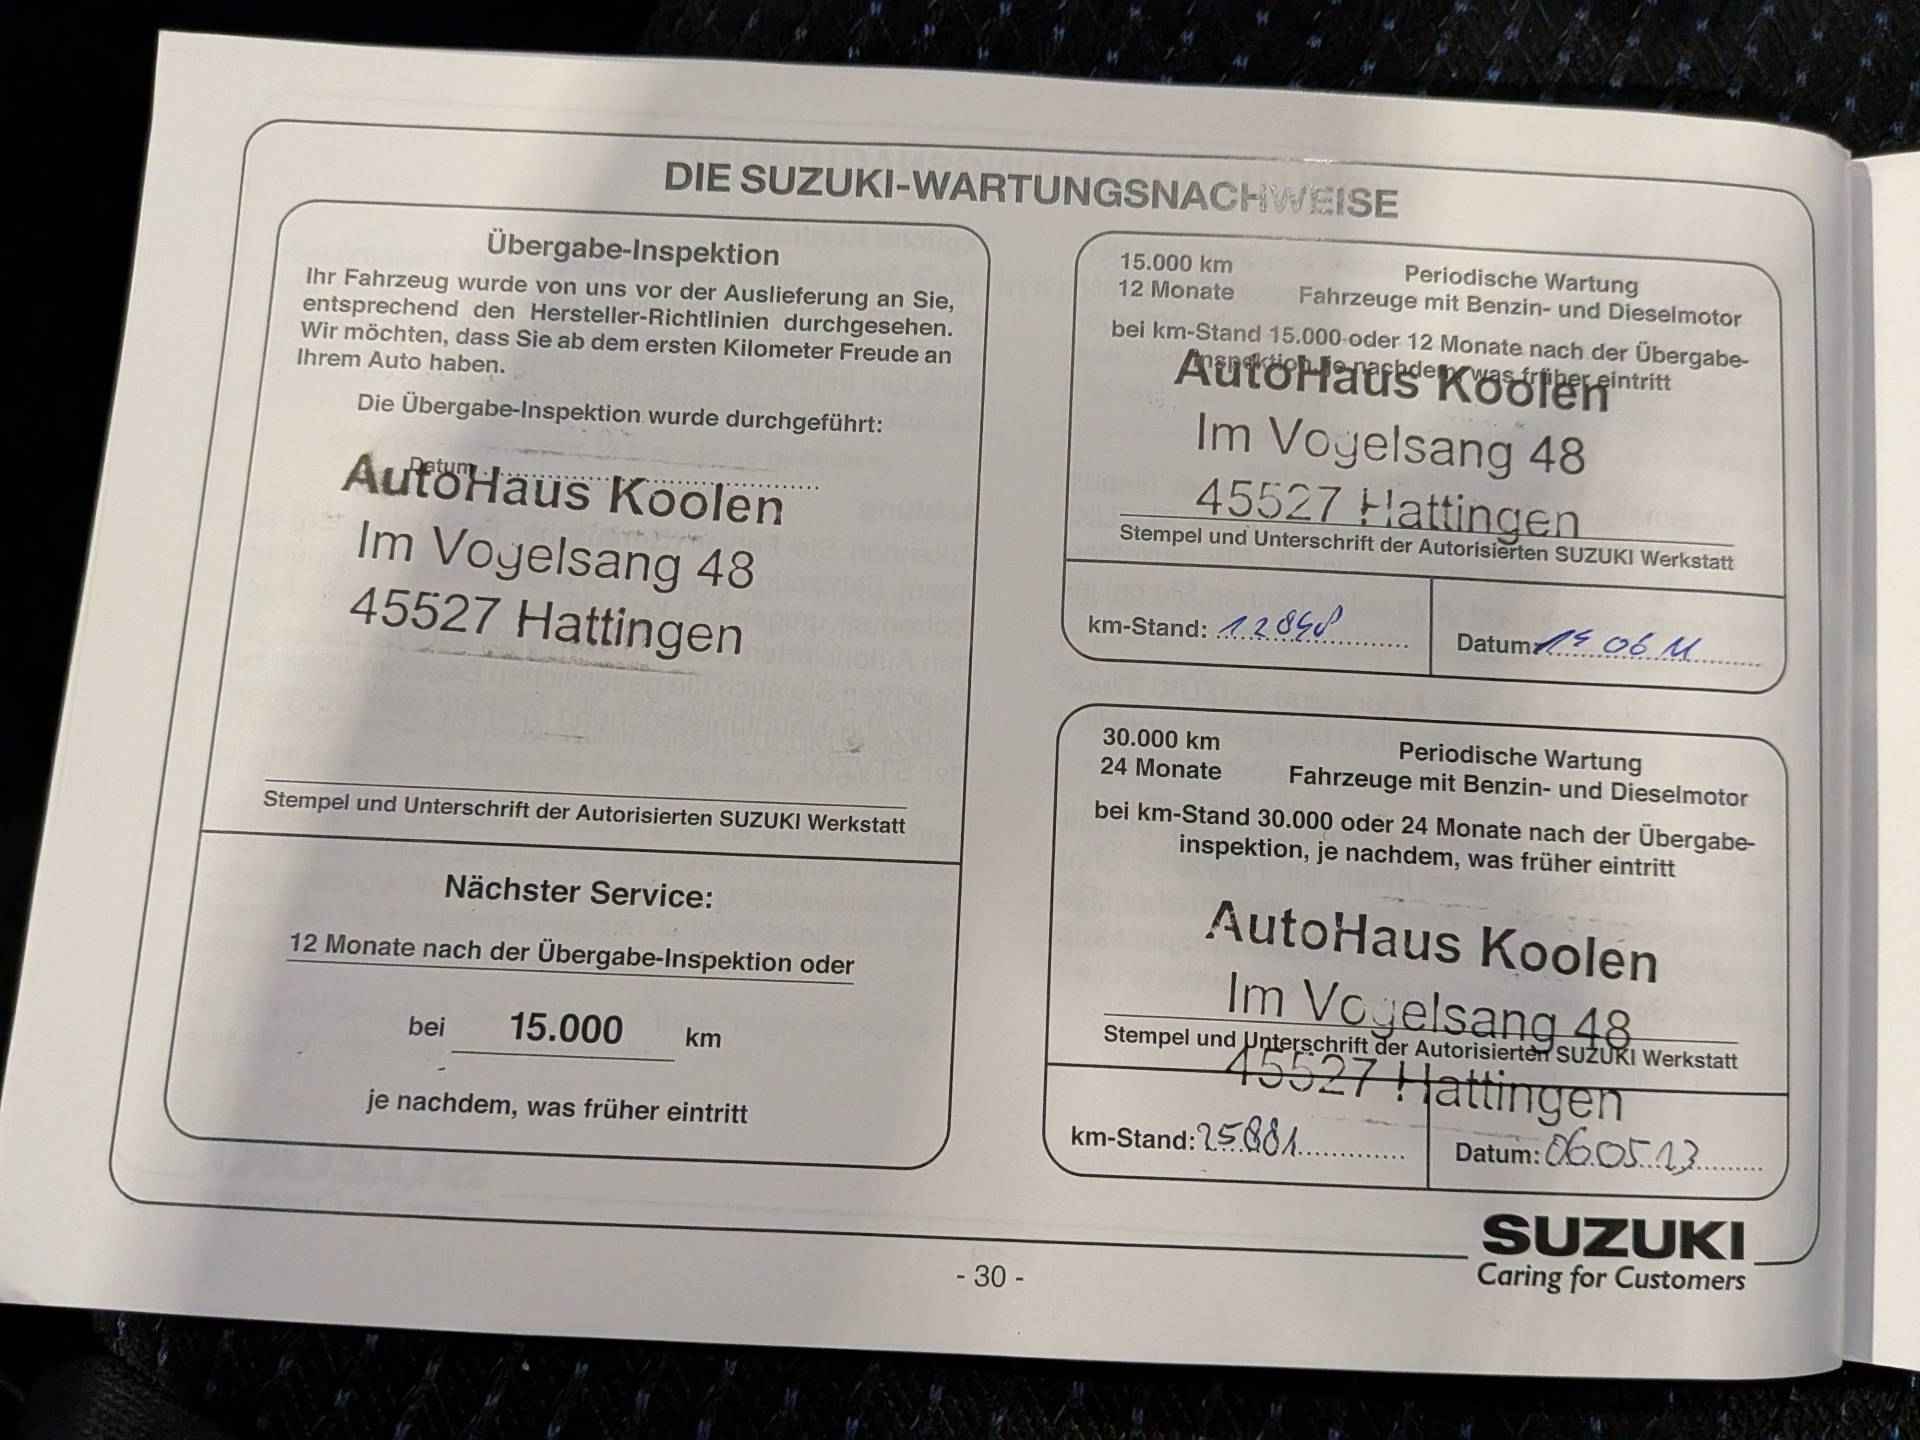 DIE SUZUKI-WARTUNGSNACHWEISE
Übergabe-Inspektion
Ihr Fahrzeug wurde von uns vor der Auslieferung an Sie,
entsprechend den Hersteller-Richtlinien durchgesehen.
Wir möchten, dass Sie ab dem ersten Kilometer Freude an
Ihrem Auto haben.
Die Übergabe-Inspektion wurde durchgeführt:
Datum
AutoHaus Koolen
Im Vogelsang 48
45527 Hattingen
Stempel und Unterschrift der Autorisierten SUZUKI Werkstatt
Nächster Service:
12 Monate nach der Übergabe-Inspektion oder
bei 15.000 km
je nachdem, was früher eintritt
15.000 km Periodische Wartung
12 Monate Fahrzeuge mit Benzin- und Dieselmotor
bei km-Stand 15.000 oder 12 Monate nach der Übergabe-
inspektion, je nachdem, was früher eintritt
AutoHaus Koolen
Im Vogelsang 48
45527 Hattingen
Stempel und Unterschrift der Autorisierten SUZUKI Werkstatt
km-Stand: Datum: 06
30.000 km Periodische Wartung
24 Monate Fahrzeuge mit Benzin- und Dieselmotor
bei km-Stand 30.000 oder 24 Monate nach der Übergabe-
inspektion, je nachdem, was früher eintritt
AutoHaus Koolen
Im Vogelsang 48
Stempel und Unterschrift der Autorisierten SUZUKI Werkstatt
45527 Hattingen
km-Stand: 25.881 Datum: 06.05.13
SUZUKI
Caring for Customers
- 30 -